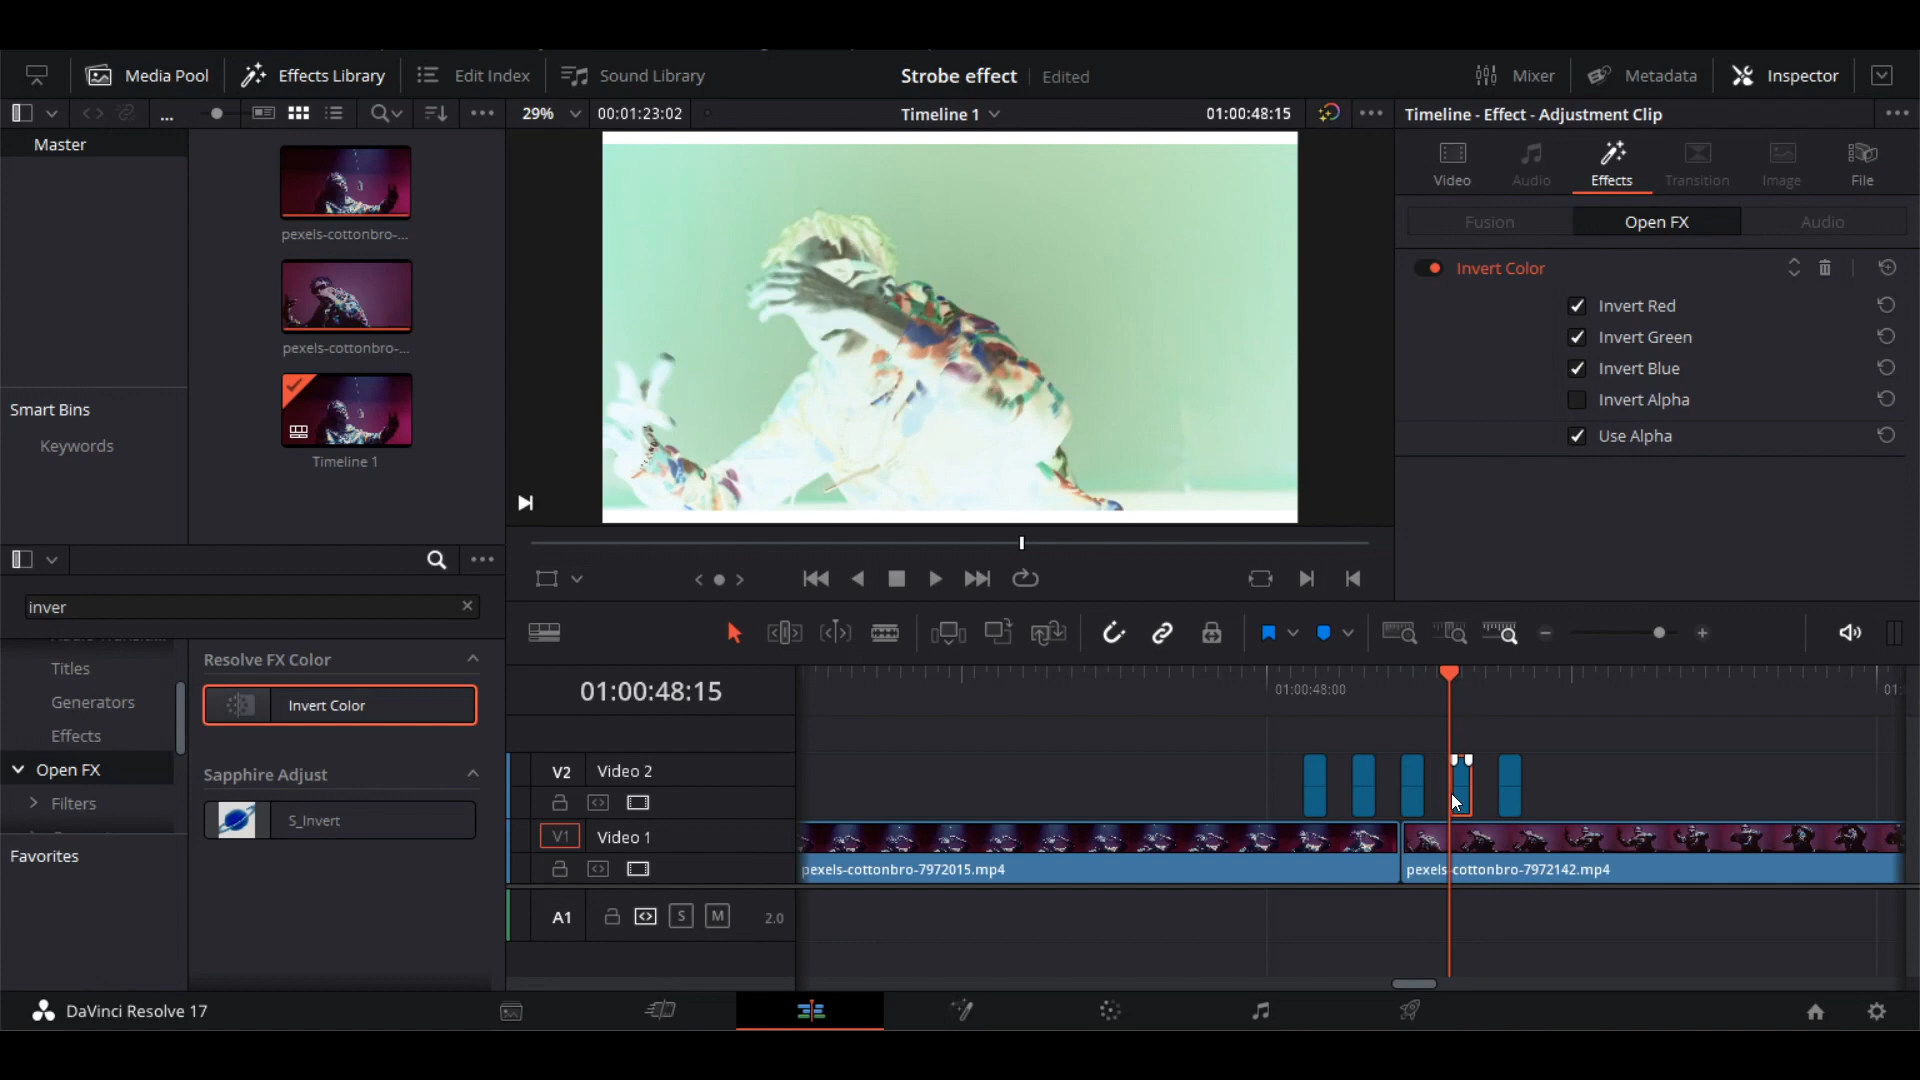 Media Pool
Effects Library
Edit Index
Sound Library
Strobe effect
Edited
Mixer
Metadata
Inspector
...
29%
00:01:23:02
Timeline 1
01:00:48:15
Timeline - Effect - Adjustment Clip
Master
pexels-cottonbro-...
pexels-cottonbro-...
Timeline 1
Smart Bins
Keywords
Video
Audio
Effects
Transition
Image
File
Fusion
Open FX
Audio
Invert Color
Invert Red
Invert Green
Invert Blue
Invert Alpha
Use Alpha
inver
Titles
Generators
Effects
Open FX
Filters
Favorites
Resolve FX Color
Invert Color
Sapphire Adjust
S_Invert
01:00:48:15
01:00:48:00
V2 Video 2
V1 Video 1
pexels-cottonbro-7972015.mp4
pexels-cottonbro-7972142.mp4
A1 S M 2.0
DaVinci Resolve 17